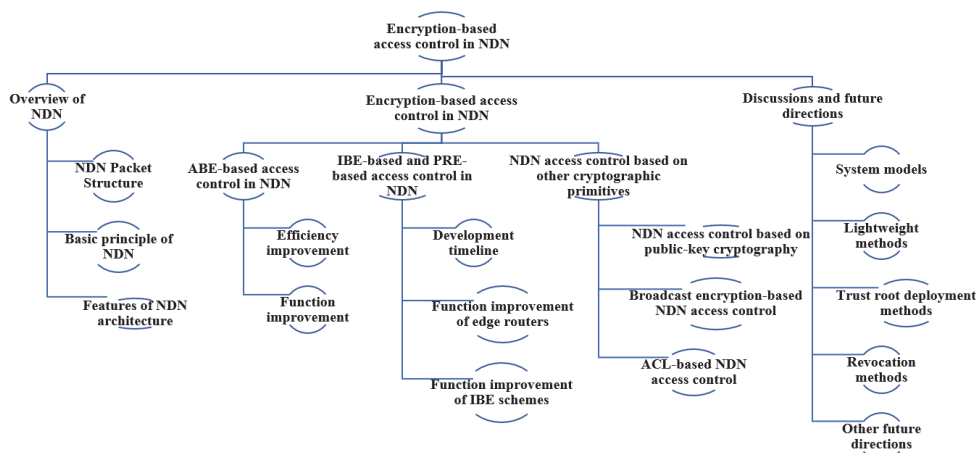 Encryption-based
access control in NDN
Overview of
NDN
Encryption-based access
control in NDN
Discussions and future
directions
NDN Packet
Structure
Basic principle of
NDN
Features of NDN
architecture
ABE-based access
control in NDN
Efficiency
improvement
Function
improvement
IBE-based and PRE-
based access control in
NDN
Development
timeline
Function improvement
of edge routers
Function improvement
of IBE schemes
NDN access control based on
other cryptographic
primitives
NDN access control based on
public-key cryptography
Broadcast encryption-based
NDN access control
ACL-based NDN
access control
System models
Lightweight
methods
Trust root deployment
methods
Revocation
methods
Other future
directions